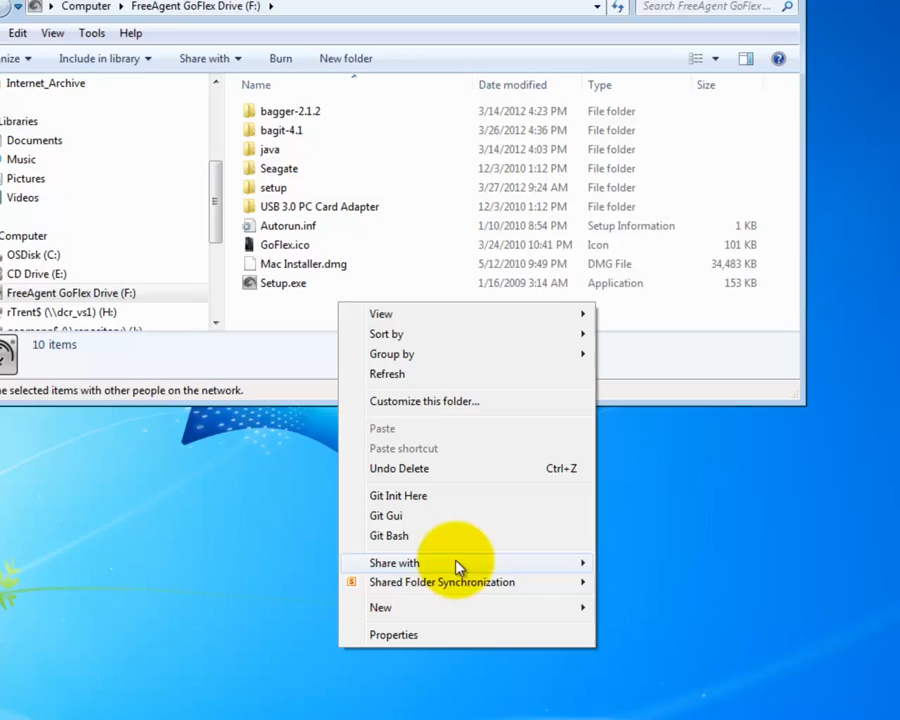 Computer FreeAgent GoFlex Drive (F:) Search FreeAgent GoFlex ...
Edit View Tools Help
nize Include in library Share with Burn New folder
Internet_Archive
Libraries
Documents
Music
Pictures
Videos
Computer
OSDisk (C:)
CD Drive (E:)
FreeAgent GoFlex Drive (F:)
rTrent$ (\\dcr_vs1) (H:)
Name Date modified Type Size
bagger-2.1.2 3/14/2012 4:23 PM File folder
bagit-4.1 3/26/2012 4:36 PM File folder
java 3/14/2012 4:03 PM File folder
Seagate 12/3/2010 1:12 PM File folder
setup 3/27/2012 9:24 AM File folder
USB 3.0 PC Card Adapter 12/3/2010 1:12 PM File folder
Autorun.inf 1/10/2010 8:54 PM Setup Information 1 KB
GoFlex.ico 3/24/2010 10:41 PM Icon 101 KB
Mac Installer.dmg 5/12/2010 9:49 PM DMG File 34,483 KB
Setup.exe 1/16/2009 3:14 AM Application 153 KB
10 items
e selected items with other people on the network.
View
Sort by
Group by
Refresh
Customize this folder...
Paste
Paste shortcut
Undo Delete Ctrl+Z
Git Init Here
Git Gui
Git Bash
Share with
Shared Folder Synchronization
New
Properties